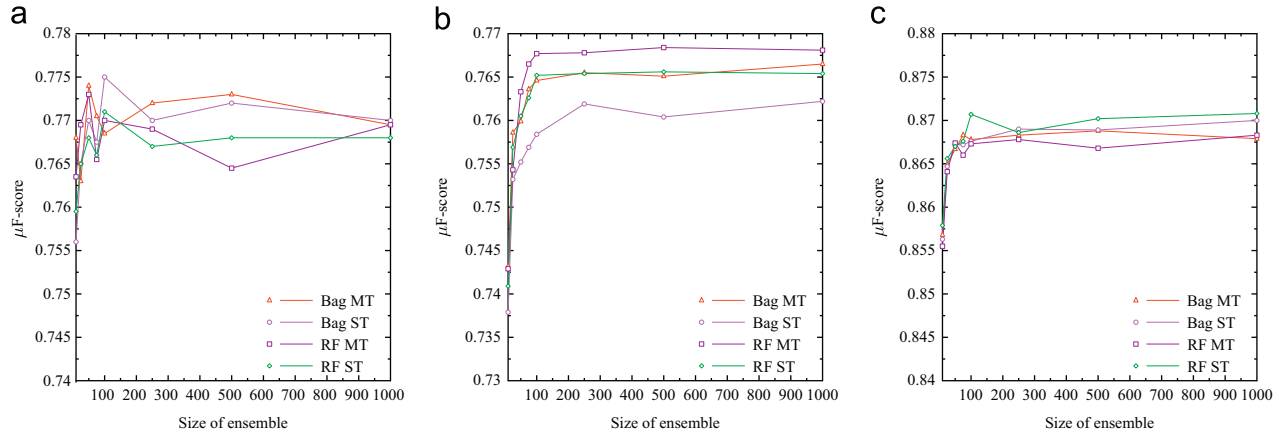 a
0.78
0.775
0.77
0.765
0.76
0.755
0.75
0.745
0.74
μF-score
Bag MT
Bag ST
RF MT
RF ST
100 200 300 400 500 600 700 800 900 1000
Size of ensemble
b
0.77
0.765
0.76
0.755
0.75
0.745
0.74
0.735
0.73
μF-score
Bag MT
Bag ST
RF MT
RF ST
100 200 300 400 500 600 700 800 900 1000
Size of ensemble
c
0.88
0.875
0.87
0.865
0.86
0.855
0.85
0.845
0.84
μF-score
Bag MT
Bag ST
RF MT
RF ST
100 200 300 400 500 600 700 800 900 1000
Size of ensemble